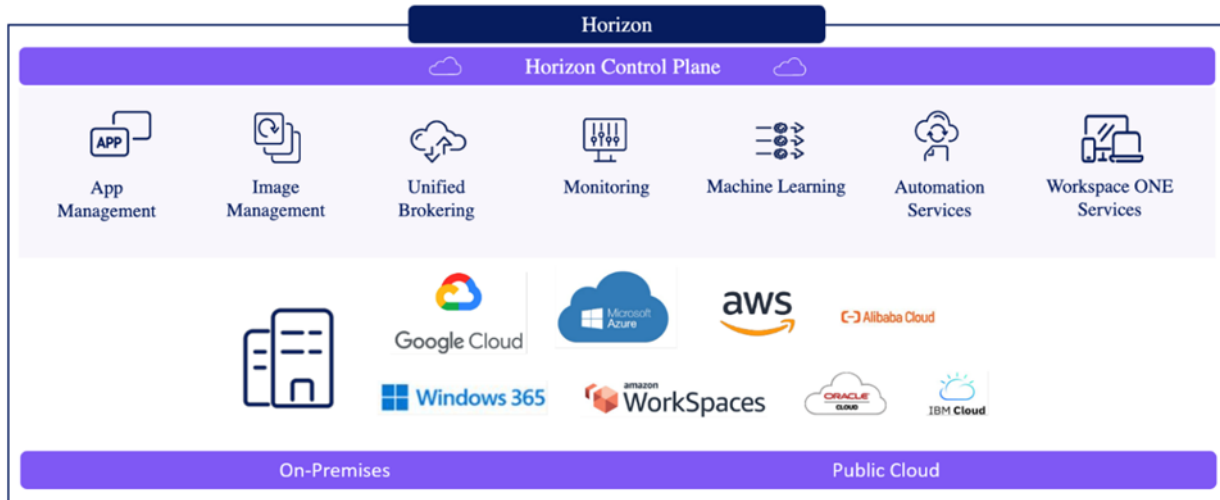 Horizon
Horizon Control Plane
APP
App
Management
Image
Management
Unified
Brokering
Monitoring
Machine Learning
Automation
Services
Workspace ONE
Services
Google Cloud
Microsoft
Azure
aws
Alibaba Cloud
Windows 365
amazon
WorkSpaces
ORACLE
CLOUD
IBM Cloud
On-Premises
Public Cloud